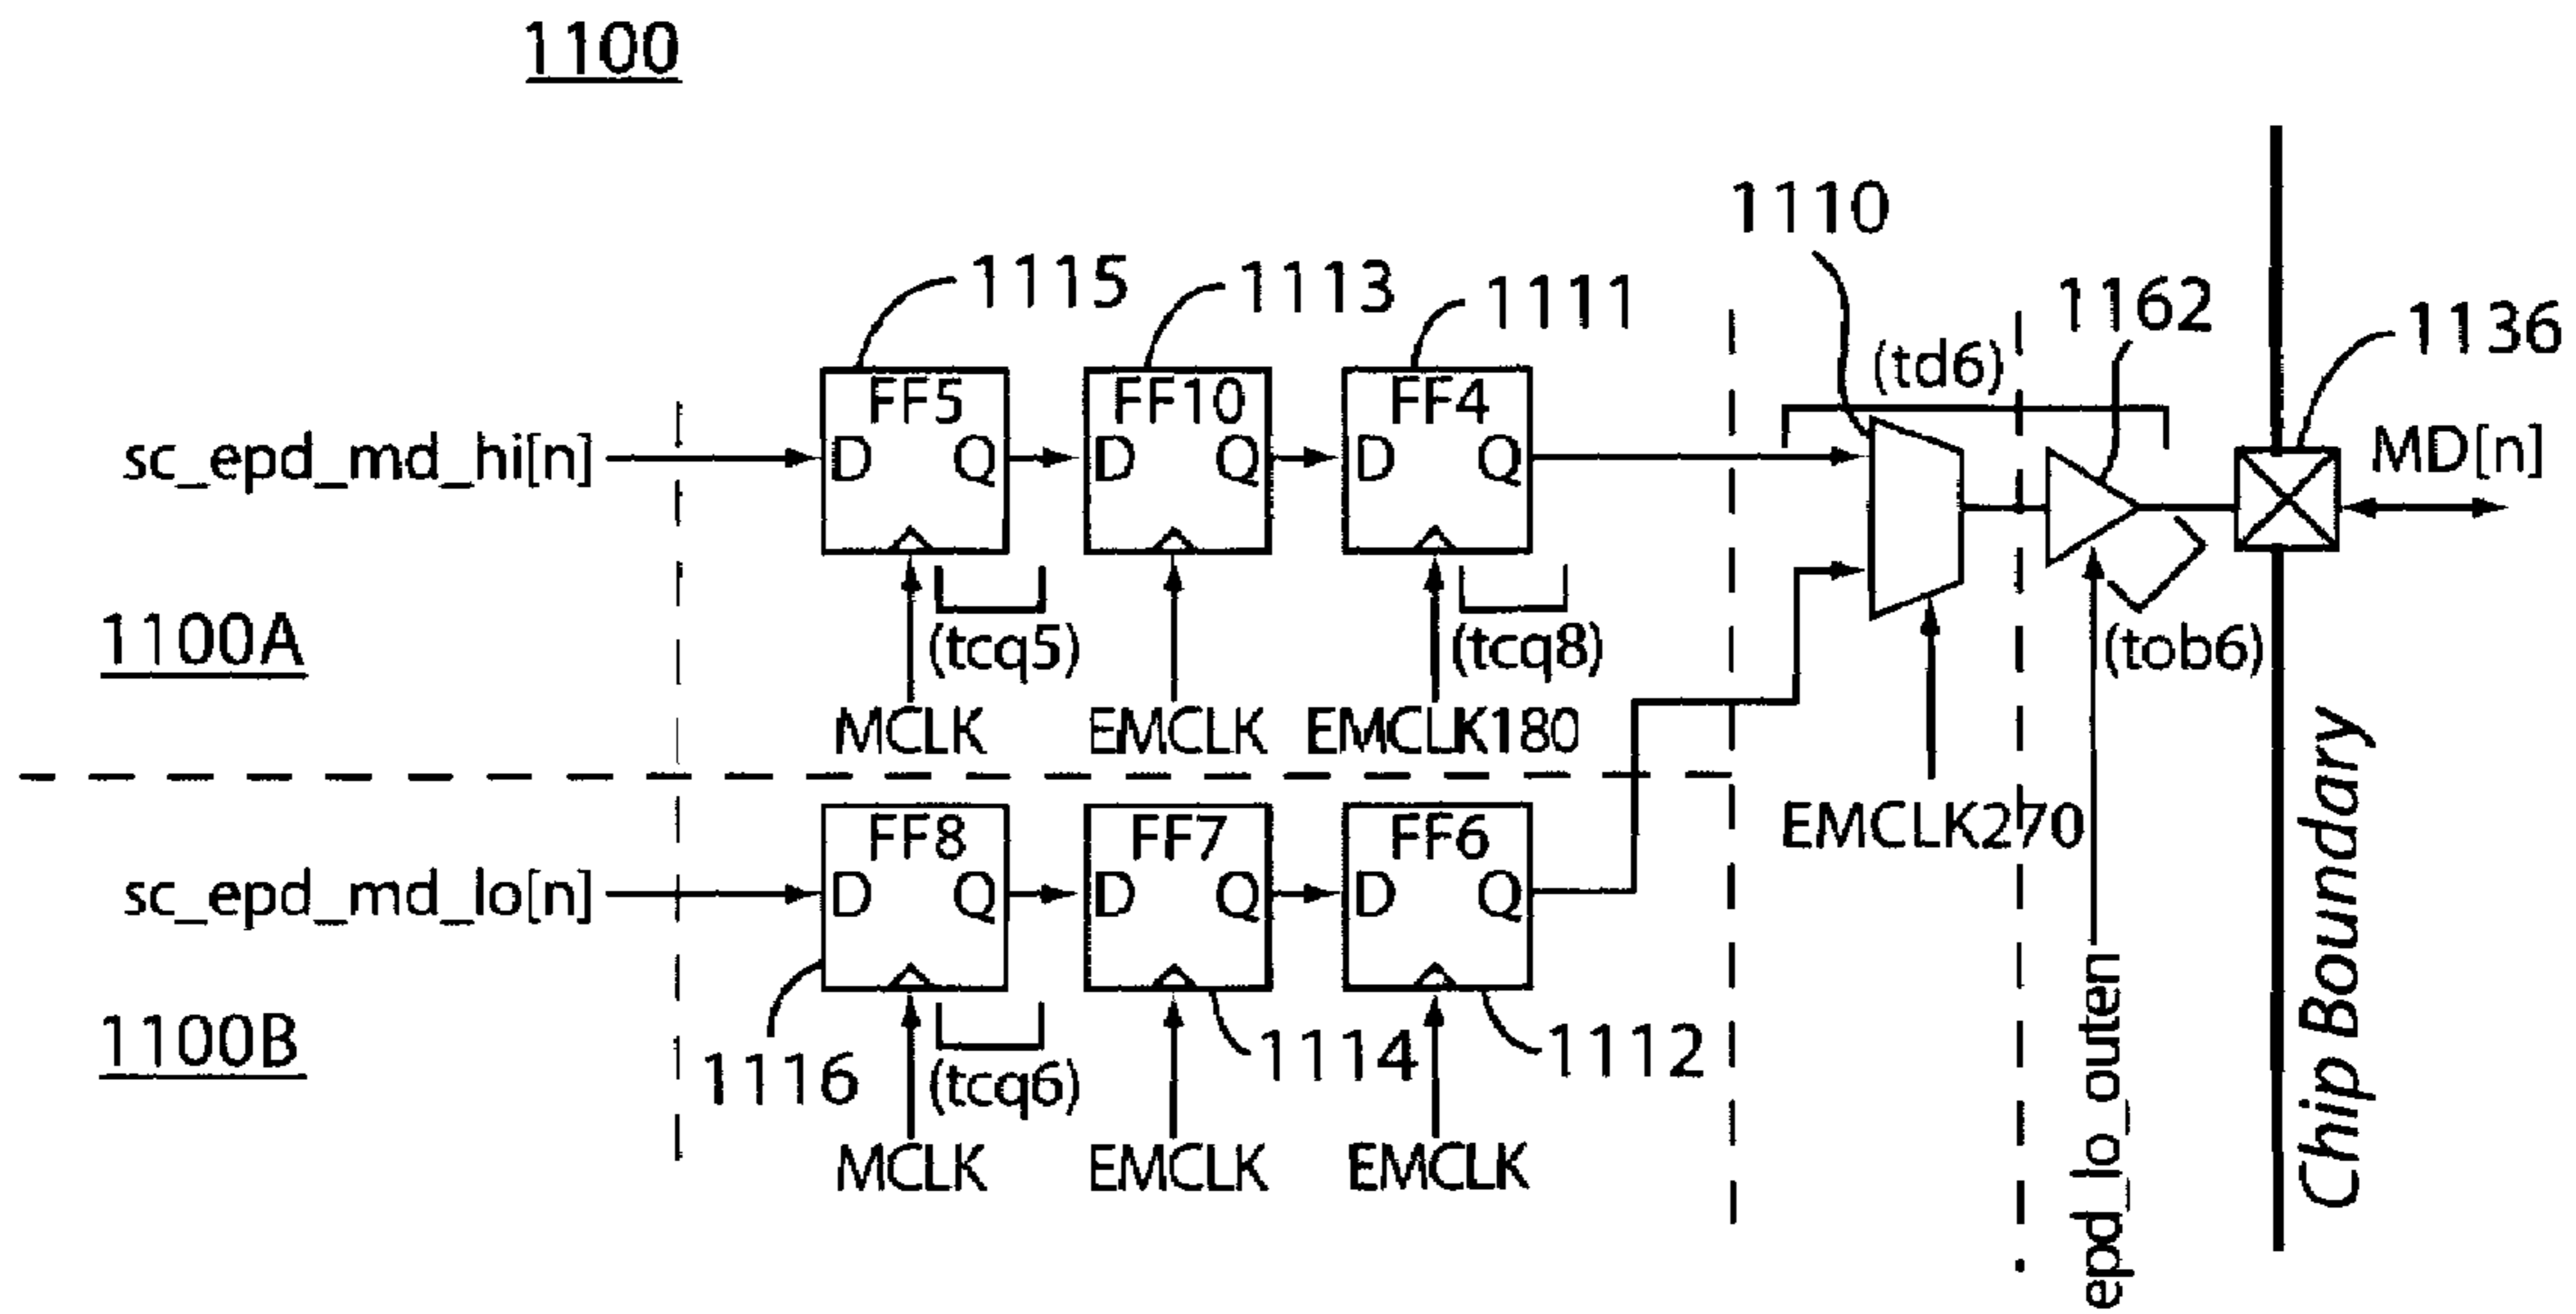 1100
1110
1115
1113
1111
1162
1136
(td6)
FF5
FF10
FF4
sc_epd_md_hi[n]
D Q
D Q
D Q
MD[n]
1100A
(tcq5)
(tcq8)
(tob6)
MCLK
EMCLK
EMCLK180
EMCLK270
FF8
FF7
FF6
sc_epd_md_lo[n]
D Q
D Q
D Q
1100B
1116
(tcq6)
1114
1112
MCLK
EMCLK
EMCLK
epd_lo_outen
Chip Boundary